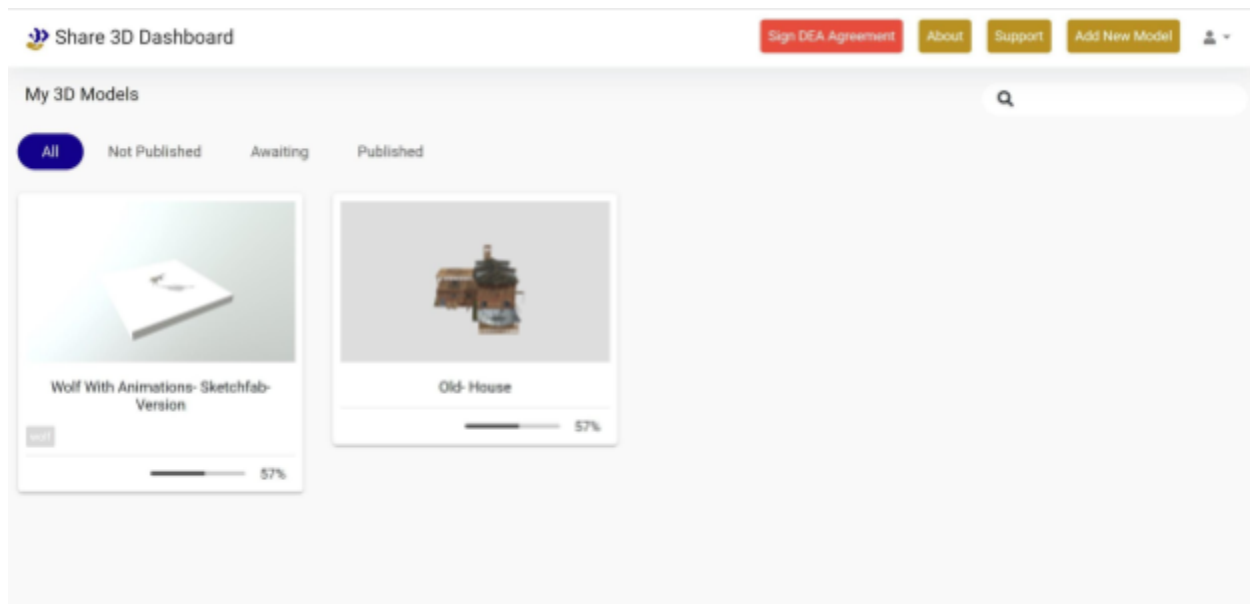 Share 3D Dashboard
Sign DEA Agreement
About
Support
Add New Model
My 3D Models
All
Not Published
Awaiting
Published
Wolf With Animations- Sketchfab-
Version
57%
Old- House
57%